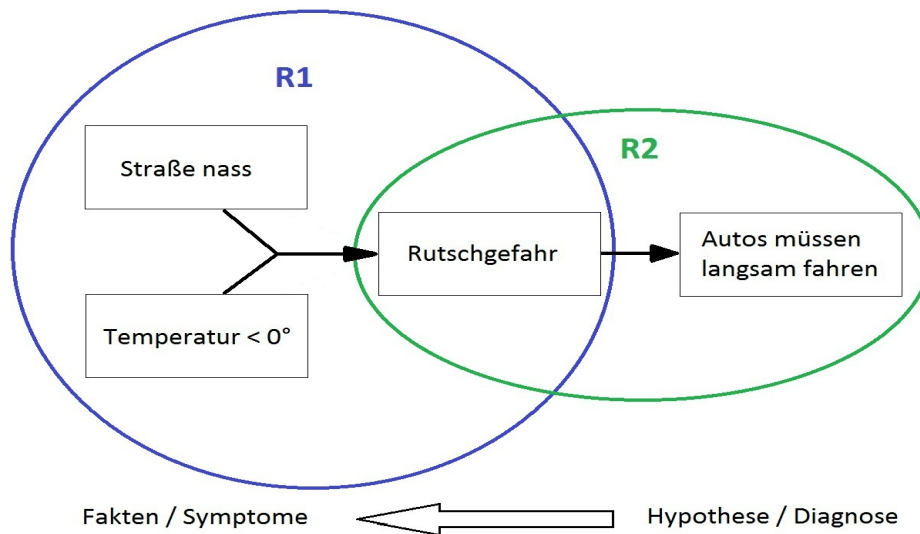 R1
R2
Straße nass
Rutschgefahr
Autos müssen
langsam fahren
Temperatur < 0°
Fakten / Symptome
Hypothese / Diagnose